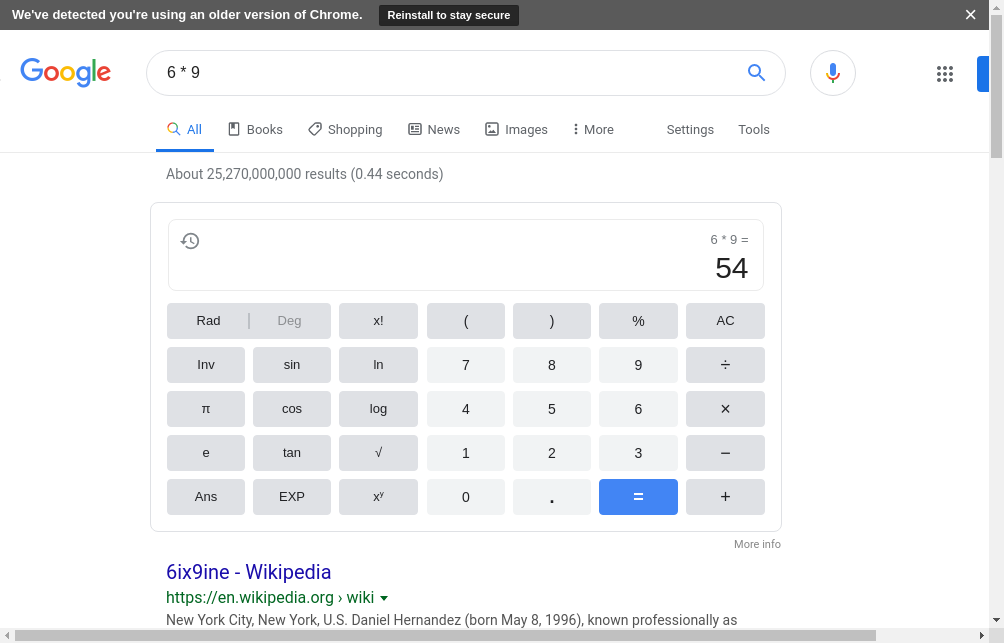 We've detected you're using an older version of Chrome. Reinstall to stay secure ×
Google 6 * 9
All Books Shopping News Images More Settings Tools
About 25,270,000,000 results (0.44 seconds)
6 * 9 =
54
Rad | Deg x! ( ) % AC
Inv sin ln 7 8 9 ÷
π cos log 4 5 6 ×
e tan √ 1 2 3 −
Ans EXP xʸ 0 . = +
More info
6ix9ine - Wikipedia
https://en.wikipedia.org › wiki
New York City, New York, U.S. Daniel Hernandez (born May 8, 1996), known professionally as